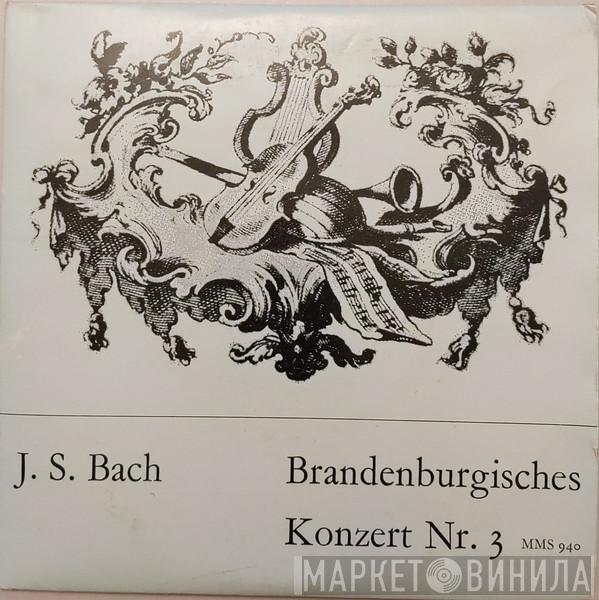 J. S. Bach
Brandenburgisches
Konzert Nr. 3 MMS 940
МАРКЕТ ВИНИЛА